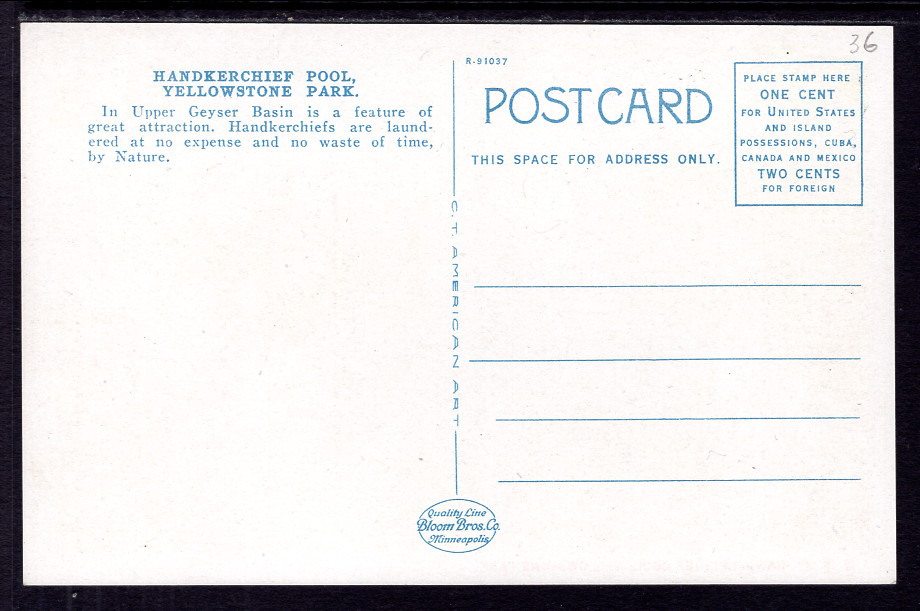 HANDKERCHIEF POOL,
YELLOWSTONE PARK.
In Upper Geyser Basin is a feature of
great attraction. Handkerchiefs are laund-
ered at no expense and no waste of time,
by Nature.
C.T. AMERICAN ART
Quality Line
Bloom Bros. Co.
Minneapolis
R-91037
POST CARD
THIS SPACE FOR ADDRESS ONLY.
36
PLACE STAMP HERE
ONE CENT
FOR UNITED STATES
AND ISLAND
POSSESSIONS, CUBA,
CANADA AND MEXICO
TWO CENTS
FOR FOREIGN